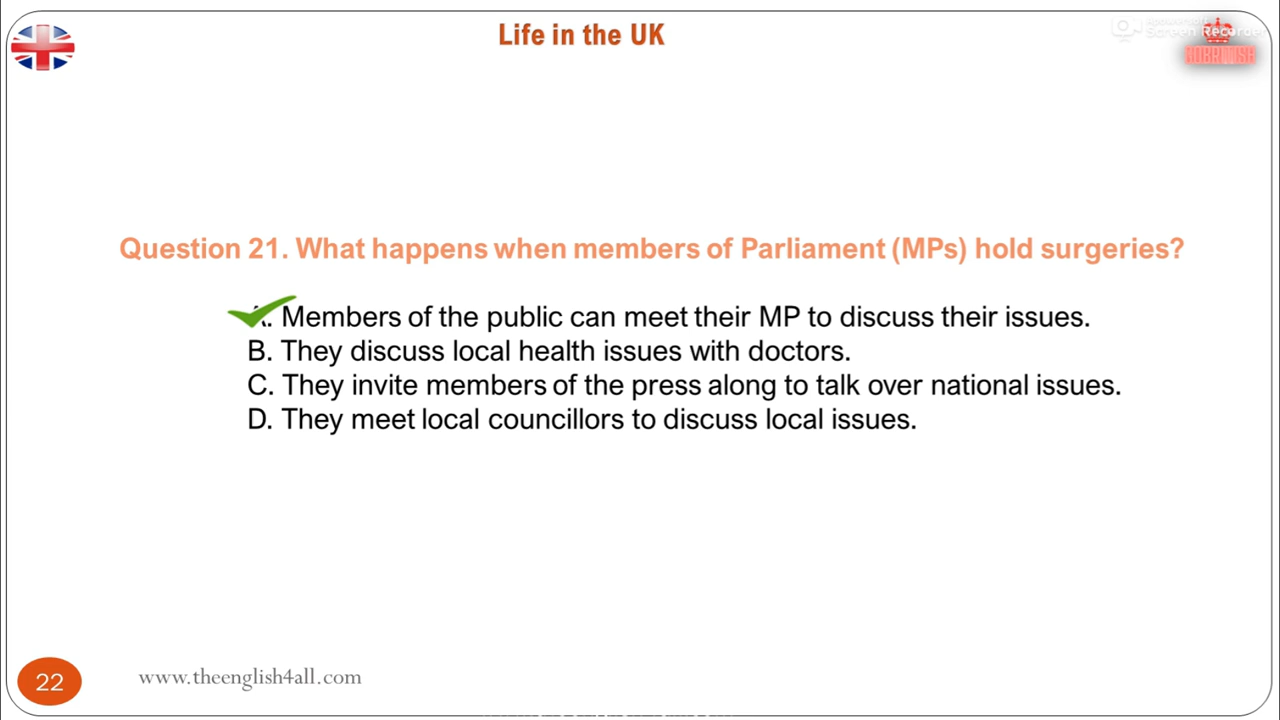 Life in the UK
Screen Recorder
Question 21. What happens when members of Parliament (MPs) hold surgeries?
A. Members of the public can meet their MP to discuss their issues.
B. They discuss local health issues with doctors.
C. They invite members of the press along to talk over national issues.
D. They meet local councillors to discuss local issues.
22
www.theenglish4all.com